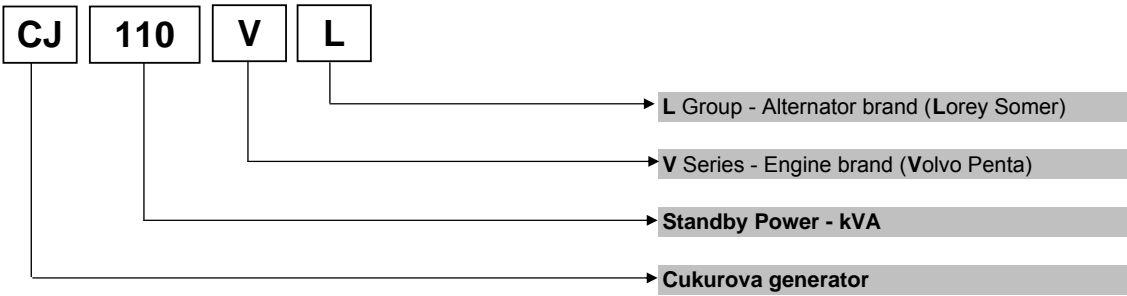 CJ 110 V L
L Group - Alternator brand (Lorey Somer)
V Series - Engine brand (Volvo Penta)
Standby Power - kVA
Cukurova generator